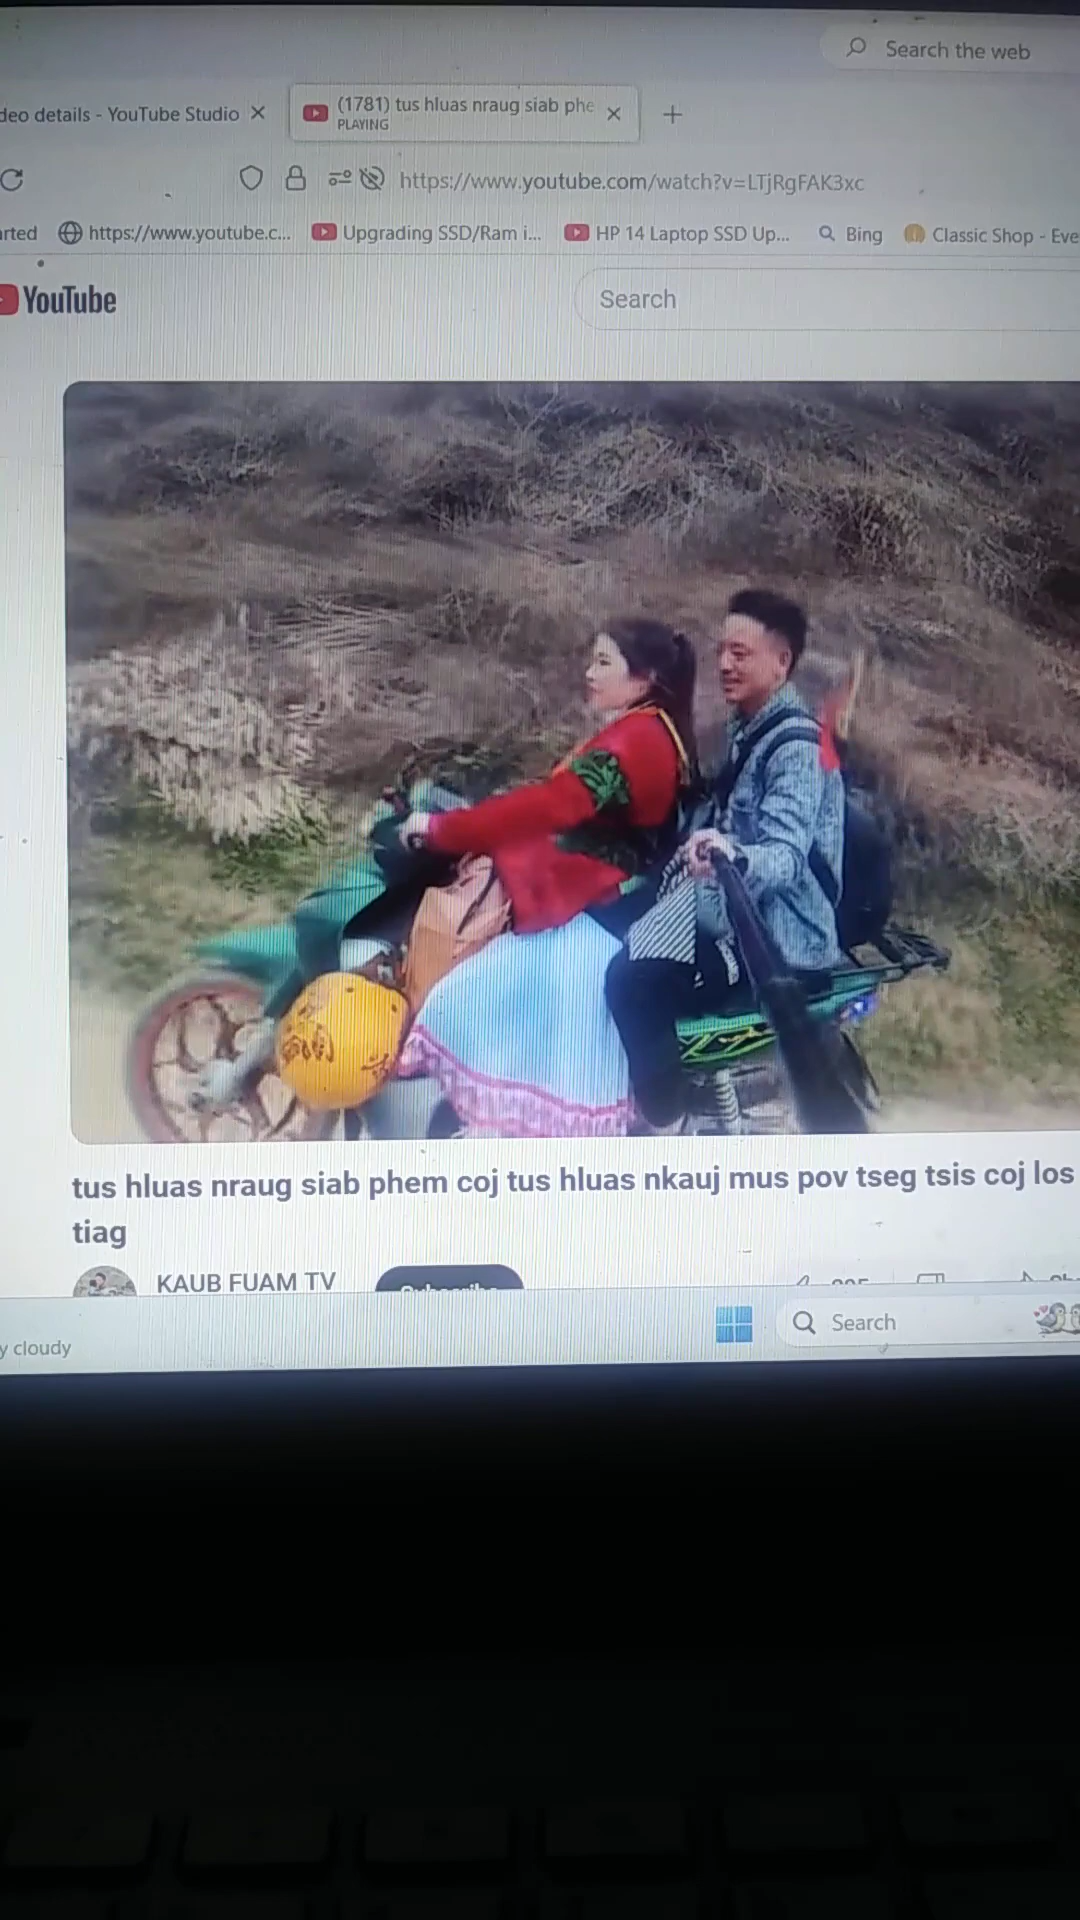 Search the web
deo details - YouTube Studio
(1781) tus hluas nraug siab phe
PLAYING
https://www.youtube.com/watch?v=LTjRgFAK3xc
arted https://www.youtube.c... Upgrading SSD/Ram i... HP 14 Laptop SSD Up... Bing Classic Shop - Eve
YouTube
Search
tus hluas nraug siab phem coj tus hluas nkauj mus pov tseg tsis coj los
tiag
KAUB FUAM TV
Search
y cloudy